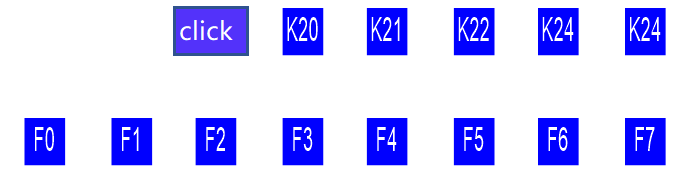 click K20 K21 K22 K24 K24
F0 F1 F2 F3 F4 F5 F6 F7